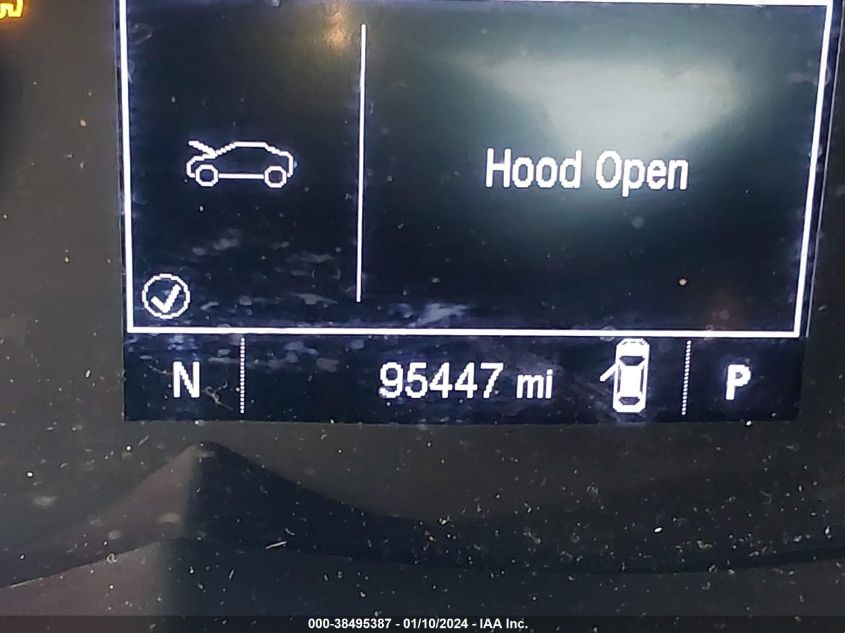 Hood Open
N 95447 mi P
000-38495387 - 01/10/2024 - IAA Inc.